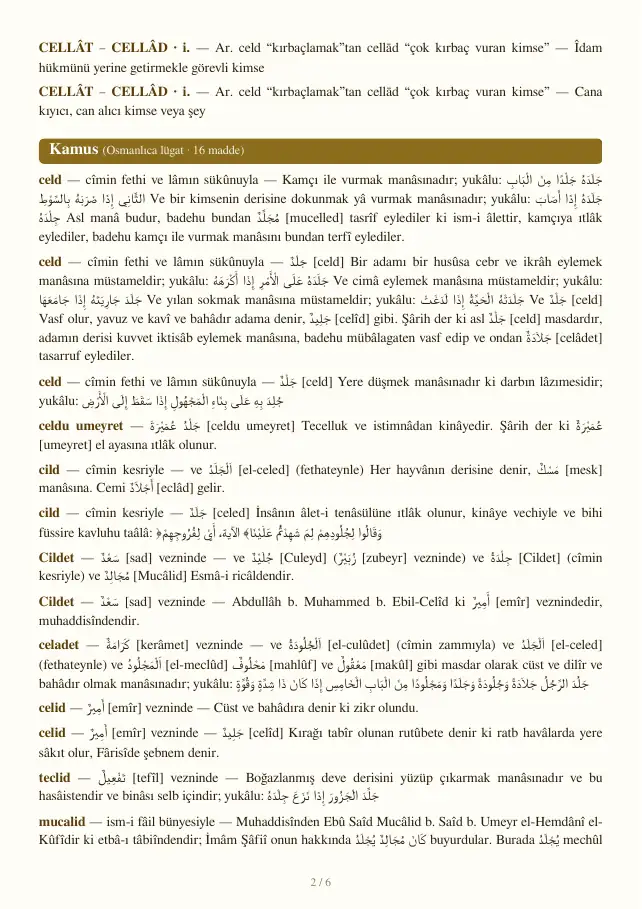 CELLÂT – CELLÂD · i. — Ar. celd “kırbaçlamak”tan cellād “çok kırbaç vuran kimse” — Îdam
hükmünü yerine getirmekle görevli kimse
CELLÂT – CELLÂD · i. — Ar. celd “kırbaçlamak”tan cellād “çok kırbaç vuran kimse” — Cana
kıyıcı, can alıcı kimse veya şey
Kamus (Osmanlıca lügat · 16 madde)
celd — cîmin fethi ve lâmın sükûnuyla — Kamçı ile vurmak manâsınadır; yukâlu: جَلَدَهُ جَلْدًا مِنَ الْبَابِ
الثَّانِي إِذَا ضَرَبَهُ بِالسَّوْطِ Ve bir kimsenin derisine dokunmak yâ vurmak manâsınadır; yukâlu: جَلَدَهُ إِذَا أَصَابَ
جِلْدَهُ Asl manâ budur, badehu bundan مُجَلَّدٌ [mucelled] tasrîf eylediler ki ism-i âlettir, kamçıya ıtlâk
eylediler, badehu kamçı ile vurmak manâsını bundan terfî eylediler.
celd — cîmin fethi ve lâmın sükûnuyla — جَلْدٌ [celd] Bir adamı bir husûsa cebr ve ikrâh eylemek
manâsına müstameldir; yukâlu: جَلَدَهُ عَلَى الْأَمْرِ إِذَا أَكْرَهَهُ Ve cimâ eylemek manâsına müstameldir; yukâlu:
جَلَدَ جَارِيَتَهُ إِذَا جَامَعَهَا Ve yılan sokmak manâsına müstameldir; yukâlu: جَلَدَتْهُ الْحَيَّةُ إِذَا لَدَغَتْ Ve جَلْدٌ [celd]
Vasf olur, yavuz ve kavî ve bahâdır adama denir, جَلِيدٌ [celîd] gibi. Şârih der ki asl جَلْدٌ [celd] masdardır,
adamın derisi kuvvet iktisâb eylemek manâsına, badehu mübâlagaten vasf edip ve ondan جَلَادَةٌ [celâdet]
tasarruf eylediler.
celd — cîmin fethi ve lâmın sükûnuyla — جَلْدٌ [celd] Yere düşmek manâsınadır ki darbın lâzımesidir;
yukâlu: جُلِدَ بِهِ عَلَى بِنَاءِ الْمَجْهُولِ إِذَا سَقَطَ إِلَى الْأَرْضِ
celdu umeyret — جَلْدُ عُمَيْرَةَ [celdu umeyret] Tecelluk ve istimnâdan kinâyedir. Şârih der ki عُمَيْرَةُ
[umeyret] el ayasına ıtlâk olunur.
cild — cîmin kesriyle — ve اَلْجَلَدُ [el-celed] (fethateynle) Her hayvânın derisine denir, مَسْكٌ [mesk]
manâsına. Cemi أَجْلَادٌ [eclâd] gelir.
cild — cîmin kesriyle — جَلَدٌ [celed] İnsânın âlet-i tenâsülüne ıtlâk olunur, kinâye vechiyle ve bihi
füssire kavluhu taâlâ: ﴿وَقَالُوا لِجُلُودِهِمْ لِمَ شَهِدْتُمْ عَلَيْنَا﴾ الآية، أَيْ لِفُرُوجِهِمْ
Cildet — سَعْدٌ [sad] vezninde — ve جُلَيْدٌ [Culeyd] (زُبَيْرٌ [zubeyr] vezninde) ve جِلْدَةٌ [Cildet] (cîmin
kesriyle) ve مُجَالِدٌ [Mucâlid] Esmâ-i ricâldendir.
Cildet — سَعْدٌ [sad] vezninde — Abdullâh b. Muhammed b. Ebil-Celîd ki أَمِيرٌ [emîr] veznindedir,
muhaddisîndendir.
celadet — كَرَامَةٌ [kerâmet] vezninde — ve اَلْجُلُودَةُ [el-culûdet] (cîmin zammıyla) ve اَلْجَلَدُ [el-celed]
(fethateynle) ve اَلْمَجْلُودُ [el-meclûd] مَحْلُوفٌ [mahlûf] ve مَعْقُولٌ [makûl] gibi masdar olarak cüst ve dilîr ve
bahâdır olmak manâsınadır; yukâlu: جَلُدَ الرَّجُلُ جَلَادَةً وَجُلُودَةً وَجَلَدًا وَمَجْلُودًا مِنَ الْبَابِ الْخَامِسِ إِذَا كَانَ ذَا شِدَّةٍ وَقُوَّةٍ
celid — أَمِيرٌ [emîr] vezninde — Cüst ve bahâdıra denir ki zikr olundu.
celid — أَمِيرٌ [emîr] vezninde — جَلِيدٌ [celîd] Kırağı tabîr olunan rutûbete denir ki ratb havâlarda yere
sâkıt olur, Fârisîde şebnem denir.
teclid — تَفْعِيلٌ [tefîl] vezninde — Boğazlanmış deve derisini yüzüp çıkarmak manâsınadır ve bu
hasâistendir ve binâsı selb içindir; yukâlu: جَلَّدَ الْجَزُورَ إِذَا نَزَعَ جِلْدَهُ
mucalid — ism-i fâil bünyesiyle — Muhaddisînden Ebû Saîd Mucâlid b. Saîd b. Umeyr el-Hemdânî el-
Kûfîdir ki etbâ-ı tâbiîndendir; İmâm Şâfiî onun hakkında كَانَ مُجَالِدٌ يُجْلَدُ buyurdular. Burada يُجْلَدُ mechûl
2 / 6